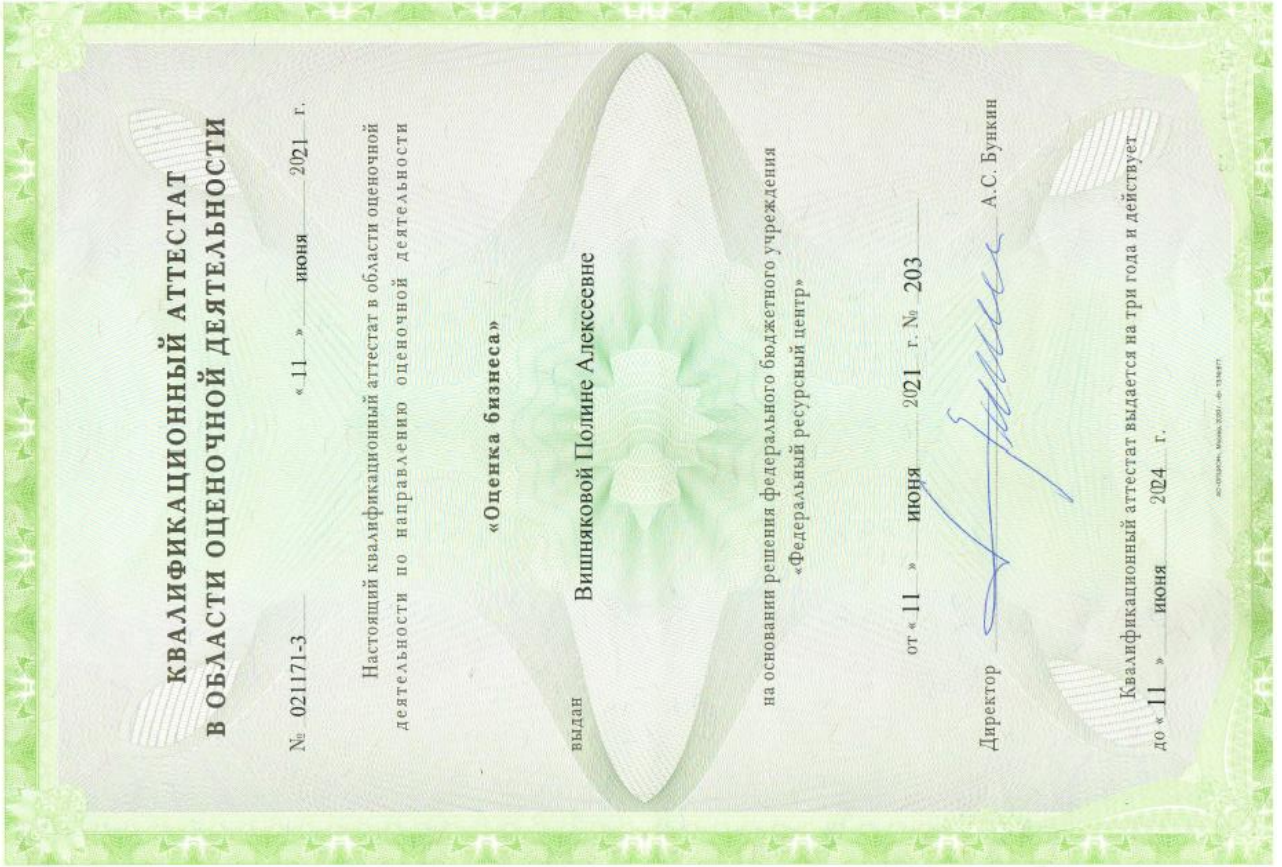 КВАЛИФИКАЦИОННЫЙ АТТЕСТАТ
В ОБЛАСТИ ОЦЕНОЧНОЙ ДЕЯТЕЛЬНОСТИ
№ 021171-3 « 11 » июня 2021 г.
Настоящий квалификационный аттестат в области оценочной
деятельности по направлению оценочной деятельности
«Оценка бизнеса»
выдан Вишняковой Полине Алексеевне
на основании решения федерального бюджетного учреждения
«Федеральный ресурсный центр»
от « 11 » июня 2021 г. № 203
Директор А.С. Бункин
Квалификационный аттестат выдается на три года и действует
до « 11 » июня 2024 г.